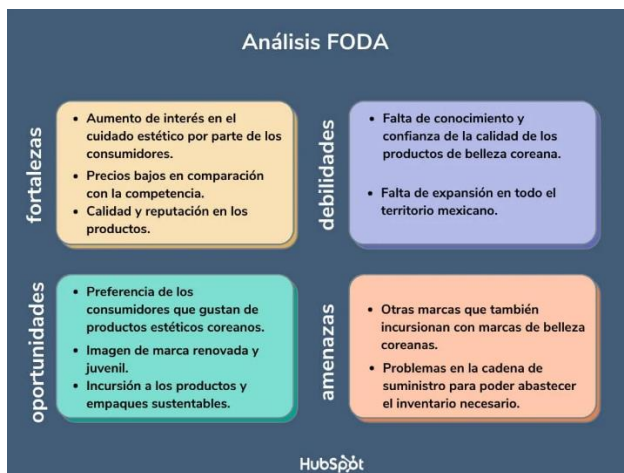 Análisis FODA
fortalezas
• Aumento de interés en el
cuidado estético por parte de los
consumidores.
• Precios bajos en comparación
con la competencia.
• Calidad y reputación en los
productos.
debilidades
• Falta de conocimiento y
confianza de la calidad de los
productos de belleza coreana.
• Falta de expansión en todo el
territorio mexicano.
oportunidades
• Preferencia de los
consumidores que gustan de
productos estéticos coreanos.
• Imagen de marca renovada y
juvenil.
• Incursión a los productos y
empaques sustentables.
amenazas
• Otras marcas que también
incursionan con marcas de belleza
coreanas.
• Problemas en la cadena de
suministro para poder abastecer
el inventario necesario.
HubSpot